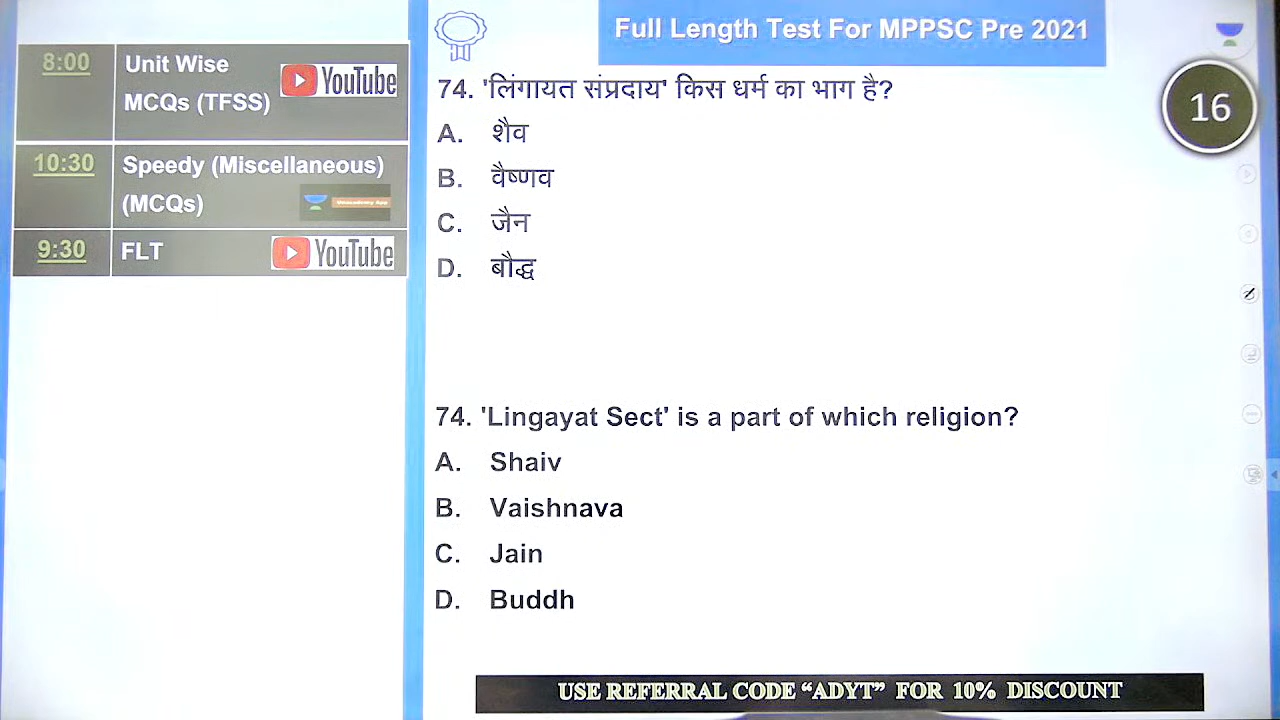 Full Length Test For MPPSC Pre 2021
8:00
Unit Wise
MCQs (TFSS)
YouTube
10:30
Speedy (Miscellaneous)
(MCQs)
Unacademy App
9:30
FLT
YouTube
16
74. 'लिंगायत संप्रदाय' किस धर्म का भाग है?
A. शैव
B. वैष्णव
C. जैन
D. बौद्ध
74. 'Lingayat Sect' is a part of which religion?
A. Shaiv
B. Vaishnava
C. Jain
D. Buddh
USE REFERRAL CODE “ADYT” FOR 10% DISCOUNT